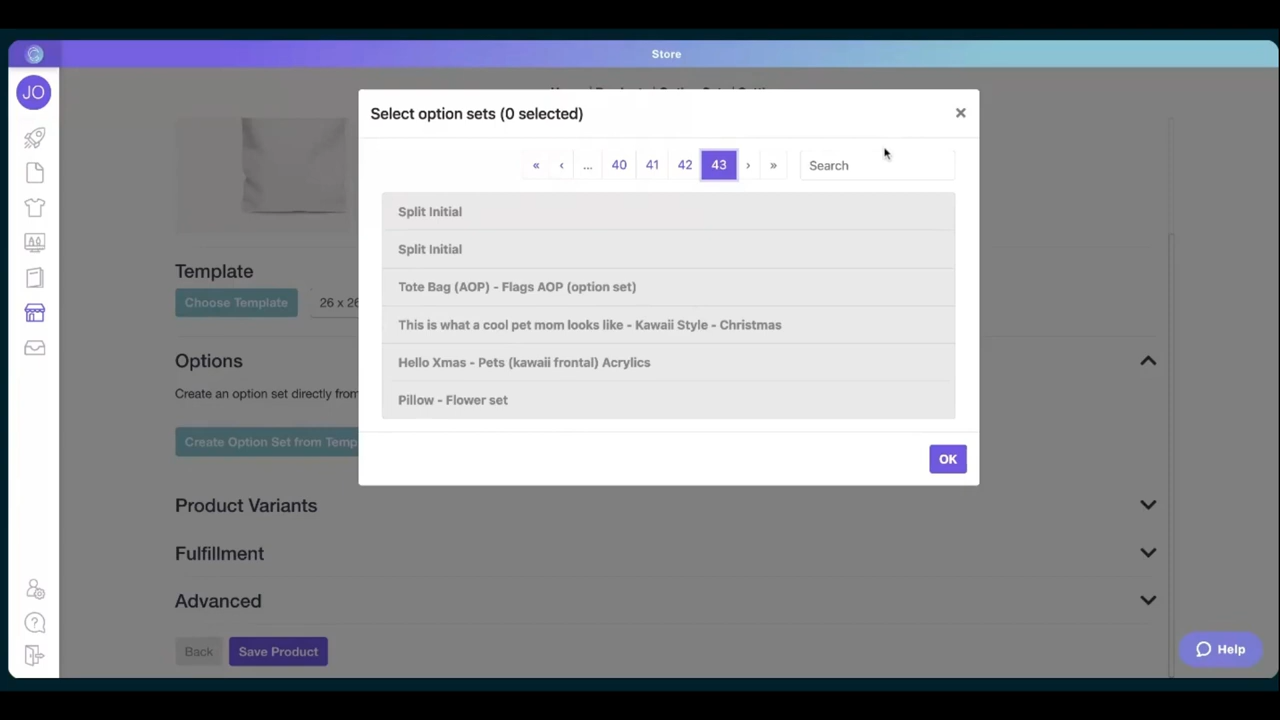 Store
JO
Select option sets (0 selected)
×
« ‹ ... 40 41 42 43 › » Search
Split Initial
Split Initial
Tote Bag (AOP) - Flags AOP (option set)
This is what a cool pet mom looks like - Kawaii Style - Christmas
Hello Xmas - Pets (kawaii frontal) Acrylics
Pillow - Flower set
OK
Template
Choose Template 26 x 26
Options
Create an option set directly from
Create Option Set from Temp
Product Variants
Fulfillment
Advanced
Back Save Product
Help